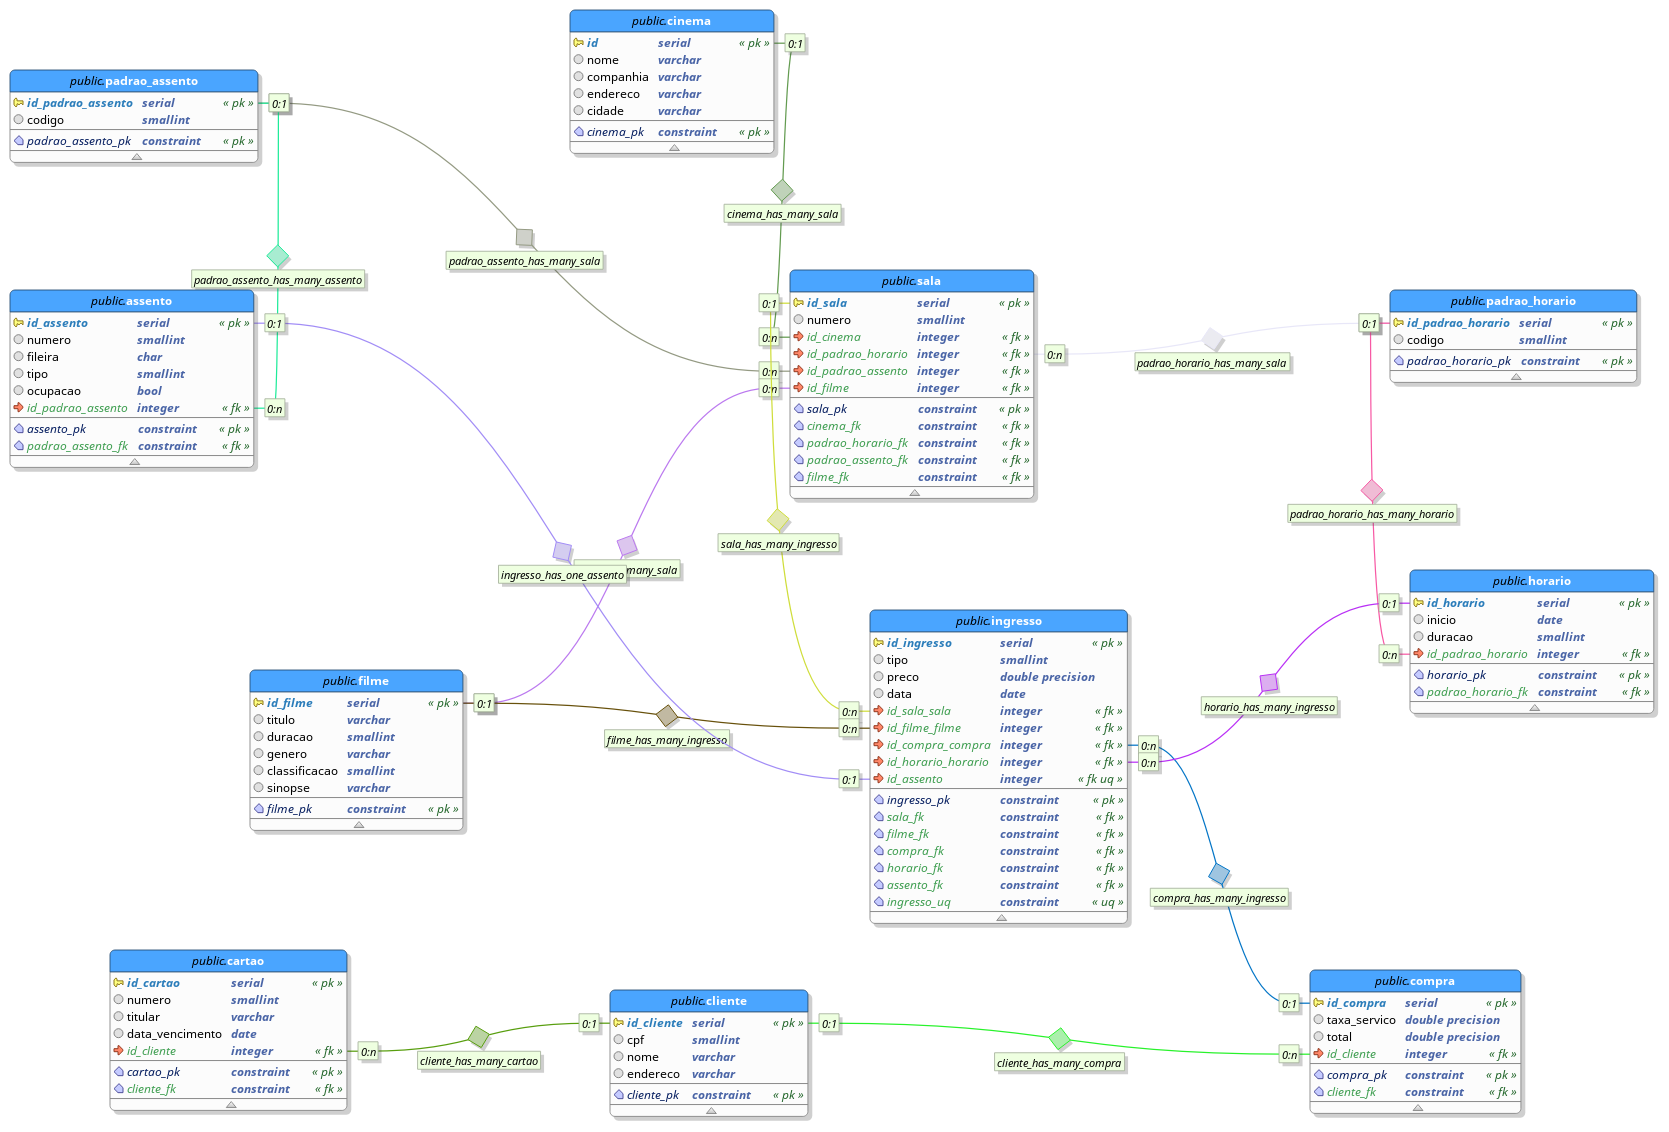 public.cinema
id serial « pk »
nome varchar
companhia varchar
endereco varchar
cidade varchar
cinema_pk constraint « pk »
0:1
public.padrao_assento
id_padrao_assento serial « pk »
codigo smallint
padrao_assento_pk constraint « pk »
0:1
cinema_has_many_sala
padrao_assento_has_many_sala
padrao_assento_has_many_assento
public.assento
id_assento serial « pk »
numero smallint
fileira char
tipo smallint
ocupacao bool
id_padrao_assento integer « fk »
assento_pk constraint « pk »
padrao_assento_fk constraint « fk »
0:1
0:n
public.sala
id_sala serial « pk »
numero smallint
id_cinema integer « fk »
id_padrao_horario integer « fk »
id_padrao_assento integer « fk »
id_filme integer « fk »
sala_pk constraint « pk »
cinema_fk constraint « fk »
padrao_horario_fk constraint « fk »
padrao_assento_fk constraint « fk »
filme_fk constraint « fk »
0:1
0:n
0:n
0:n
0:n
padrao_horario_has_many_sala
0:1
public.padrao_horario
id_padrao_horario serial « pk »
codigo smallint
padrao_horario_pk constraint « pk »
padrao_horario_has_many_horario
sala_has_many_ingresso
ingresso_has_one_assento
many_sala
public.horario
id_horario serial « pk »
inicio date
duracao smallint
id_padrao_horario integer « fk »
horario_pk constraint « pk »
padrao_horario_fk constraint « fk »
0:1
0:n
horario_has_many_ingresso
public.ingresso
id_ingresso serial « pk »
tipo smallint
preco double precision
data date
id_sala_sala integer « fk »
id_filme_filme integer « fk »
id_compra_compra integer « fk »
id_horario_horario integer « fk »
id_assento integer « fk uq »
ingresso_pk constraint « pk »
sala_fk constraint « fk »
filme_fk constraint « fk »
compra_fk constraint « fk »
horario_fk constraint « fk »
assento_fk constraint « fk »
ingresso_uq constraint « uq »
0:n
0:n
0:1
0:n
0:n
public.filme
id_filme serial « pk »
titulo varchar
duracao smallint
genero varchar
classificacao smallint
sinopse varchar
filme_pk constraint « pk »
0:1
filme_has_many_ingresso
compra_has_many_ingresso
public.cartao
id_cartao serial « pk »
numero smallint
titular varchar
data_vencimento date
id_cliente integer « fk »
cartao_pk constraint « pk »
cliente_fk constraint « fk »
0:n
cliente_has_many_cartao
0:1
public.cliente
id_cliente serial « pk »
cpf smallint
nome varchar
endereco varchar
cliente_pk constraint « pk »
0:1
cliente_has_many_compra
0:1
0:n
public.compra
id_compra serial « pk »
taxa_servico double precision
total double precision
id_cliente integer « fk »
compra_pk constraint « pk »
cliente_fk constraint « fk »